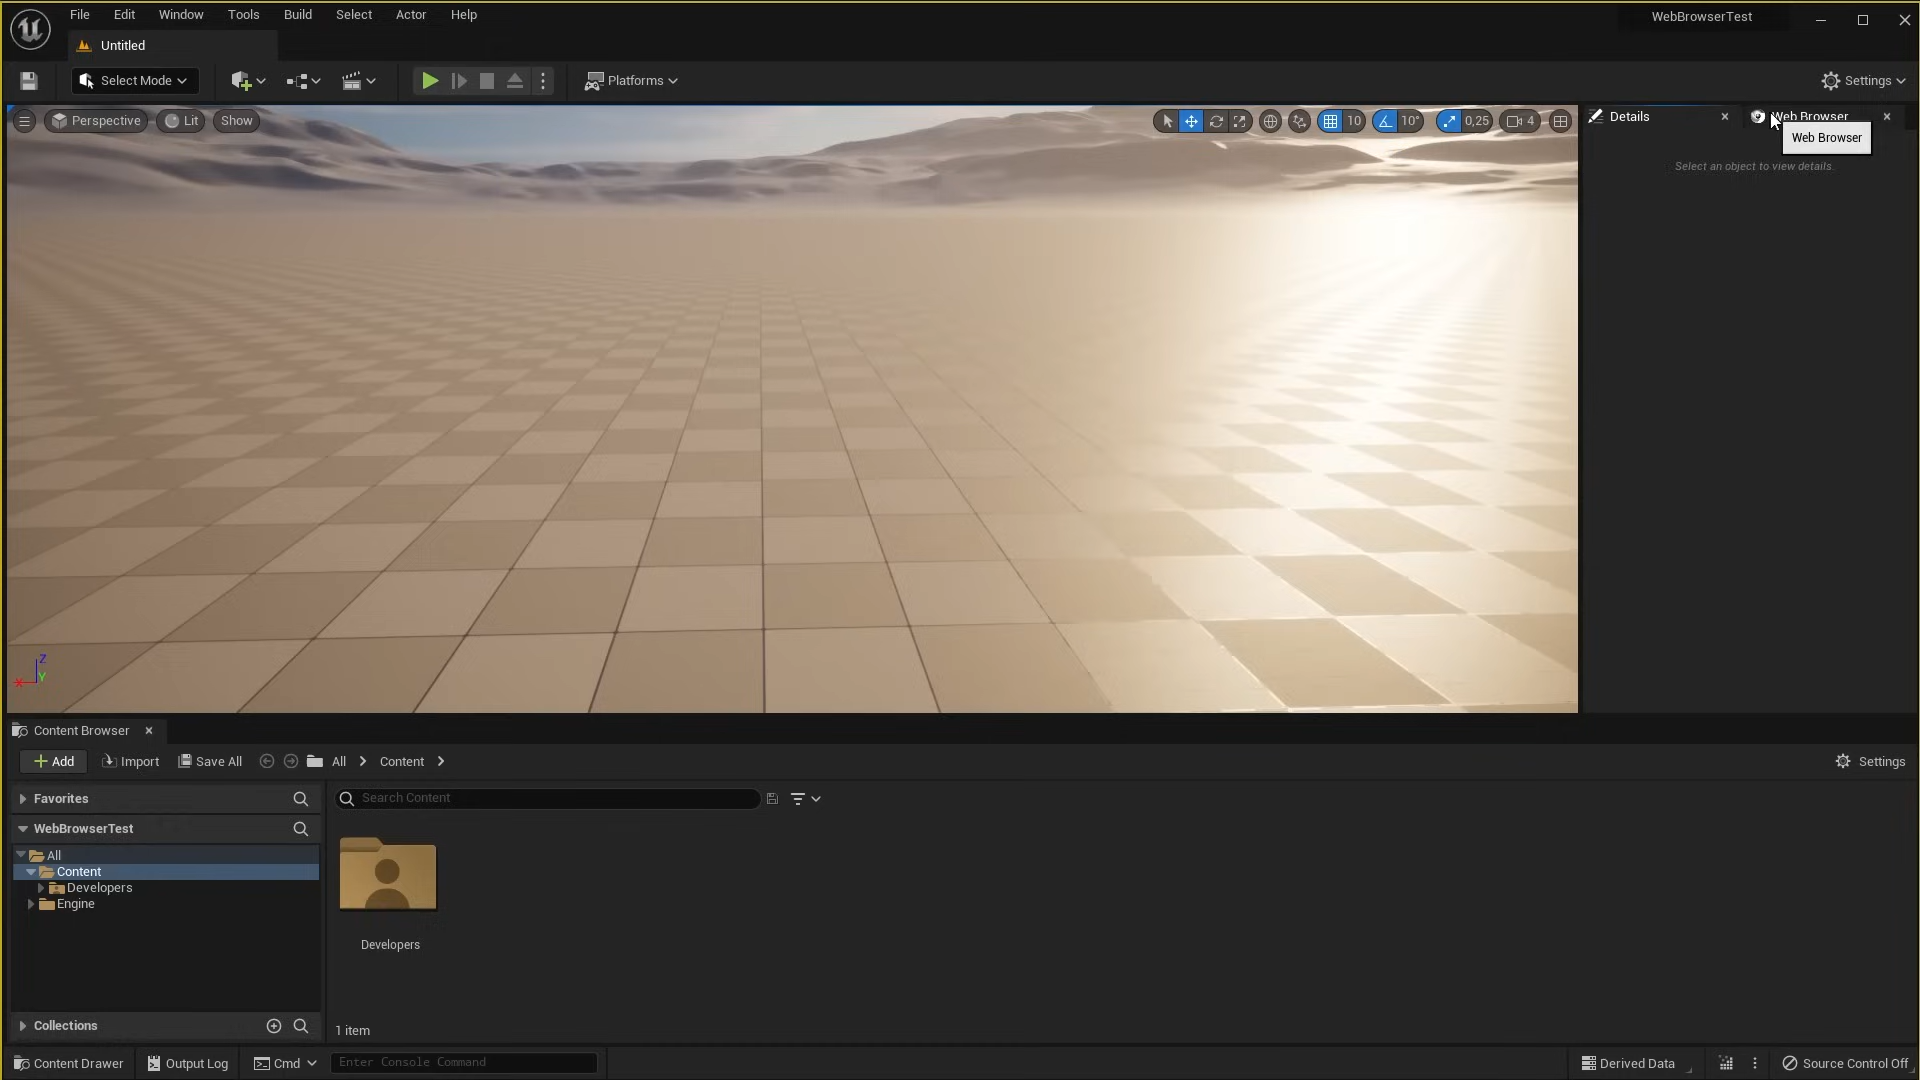 File Edit Window Tools Build Select Actor Help
WebBrowserTest
Untitled
Select Mode
Platforms
Settings
Perspective
Lit
Show
10
10°
0,25
4
Details
Web Browser
Web Browser
Select an object to view details.
Z
X
Y
Content Browser
Add
Import
Save All
All
Content
Settings
Favorites
Search Content
WebBrowserTest
All
Content
Developers
Engine
Developers
Collections
1 item
Content Drawer
Output Log
Cmd
Enter Console Command
Derived Data
Source Control Off